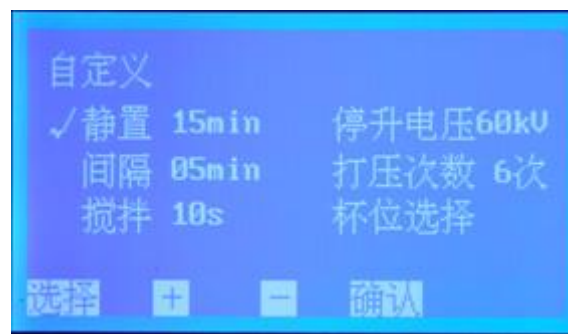 自定义
✓静置 15min 停升电压60kV
间隔 05min 打压次数 6次
搅拌 10s 杯位选择
选择 + - 确认